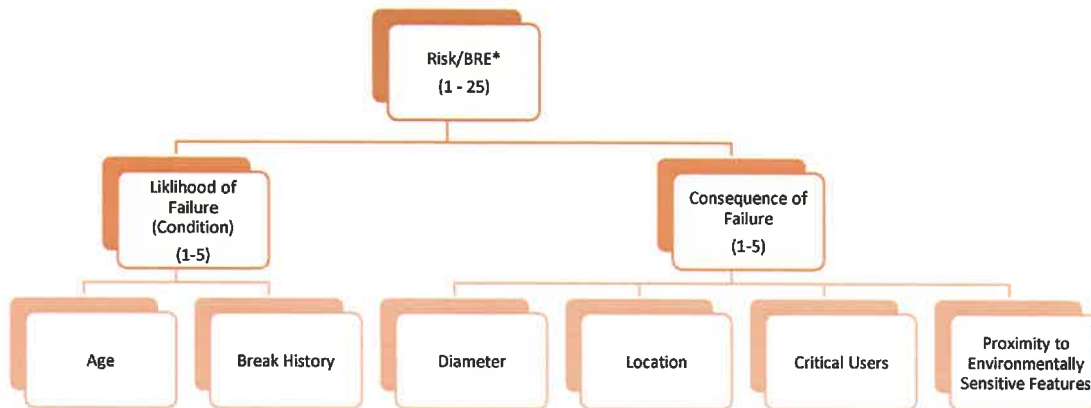 Risk/BRE*
(1 - 25)
Liklihood of
Failure
(Condition)
(1-5)
Consequence of
Failure
(1-5)
Age
Break History
Diameter
Location
Critical Users
Proximity to
Environmentally
Sensitive Features